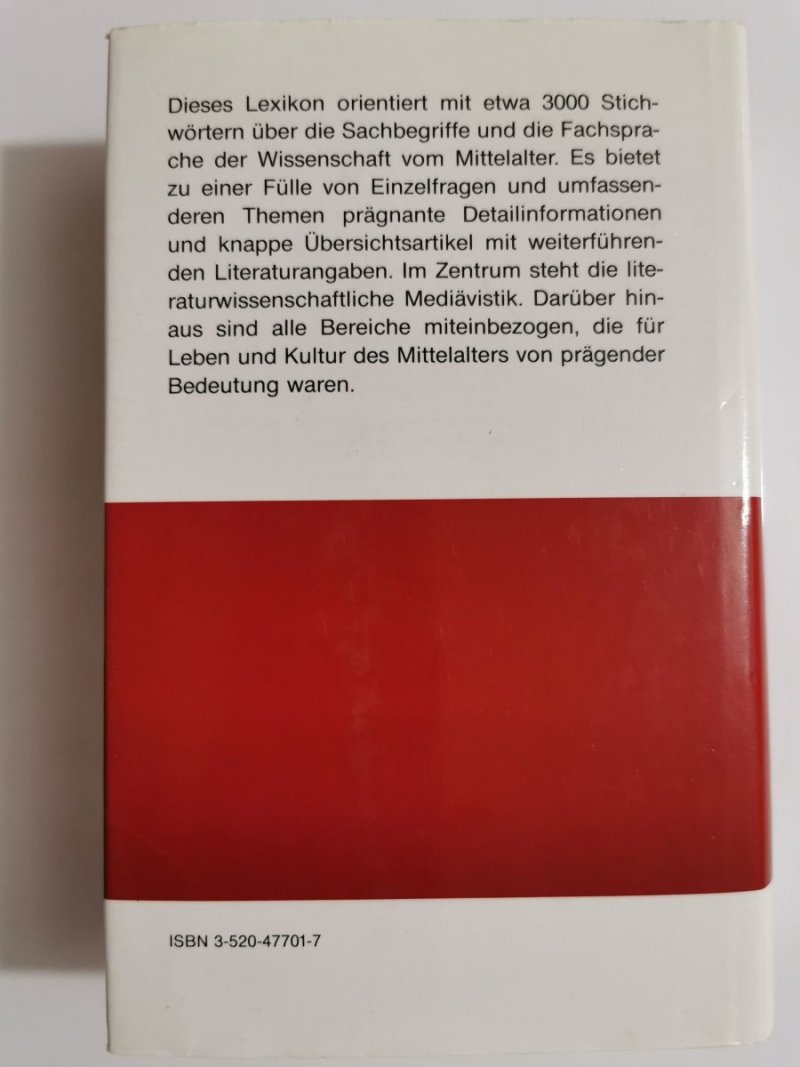 Dieses Lexikon orientiert mit etwa 3000 Stich-
wörtern über die Sachbegriffe und die Fachspra-
che der Wissenschaft vom Mittelalter. Es bietet
zu einer Fülle von Einzelfragen und umfassen-
deren Themen prägnante Detailinformationen
und knappe Übersichtsartikel mit weiterführen-
den Literaturangaben. Im Zentrum steht die lite-
raturwissenschaftliche Mediävistik. Darüber hin-
aus sind alle Bereiche miteinbezogen, die für
Leben und Kultur des Mittelalters von prägender
Bedeutung waren.
ISBN 3-520-47701-7